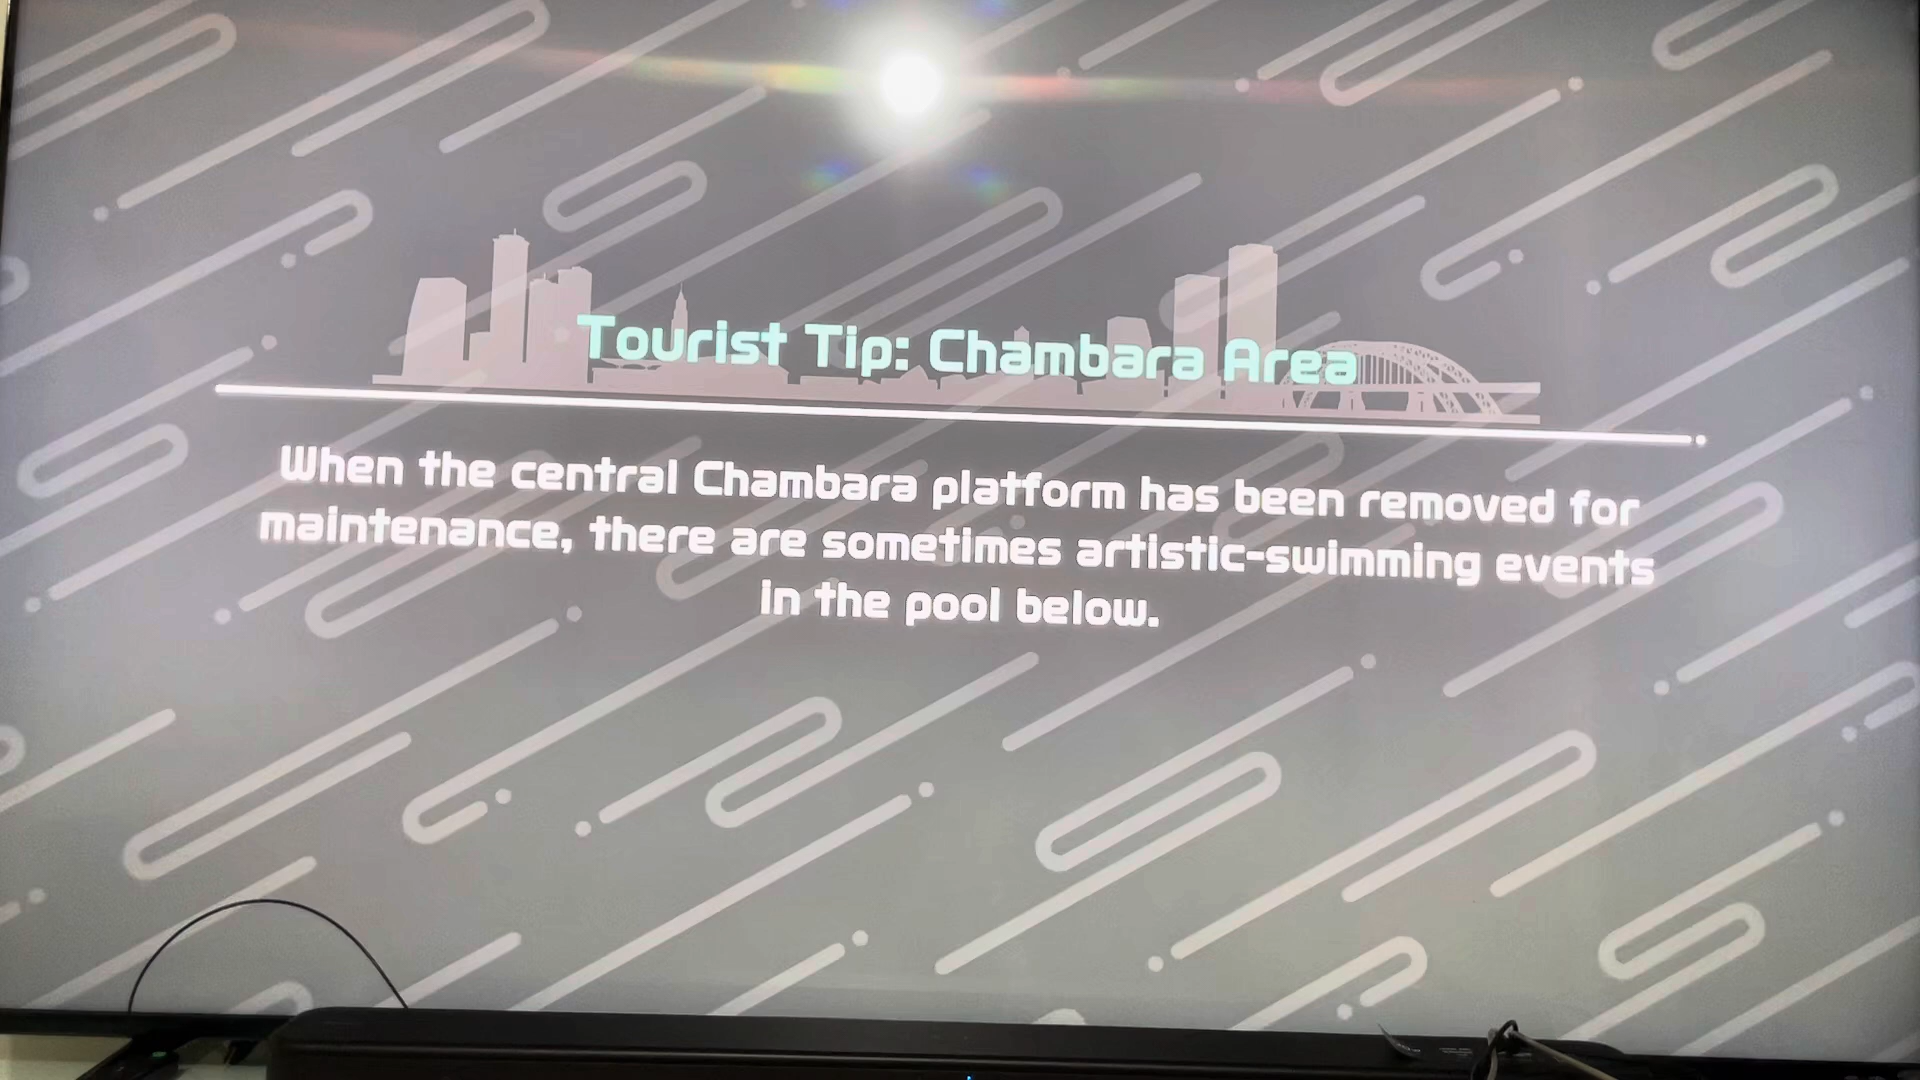 Tourist Tip: Chambara Area
When the central Chambara platform has been removed for
maintenance, there are sometimes artistic-swimming events
in the pool below.